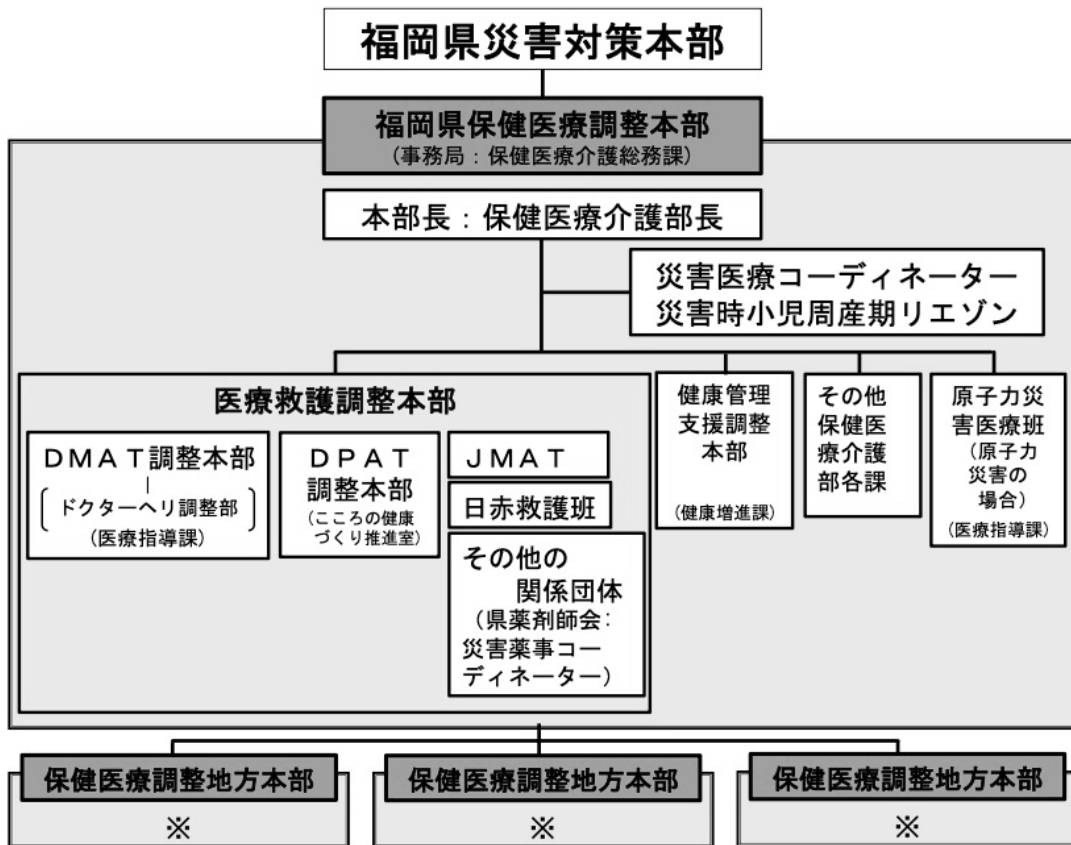 福岡県災害対策本部
福岡県保健医療調整本部
(事務局：保健医療介護総務課)
本部長：保健医療介護部長
災害医療コーディネーター
災害時小児周産期リエゾン
医療救護調整本部
ＤＭＡＴ調整本部
ドクターヘリ調整部
(医療指導課)
ＤＰＡＴ
調整本部
(こころの健康
づくり推進室)
ＪＭＡＴ
日赤救護班
その他の
関係団体
(県薬剤師会：
災害薬事コー
ディネーター)
健康管理
支援調整
本部
(健康増進課)
その他
保健医
療介護
部各課
原子力災
害医療班
(原子力
災害の
場合)
(医療指導課)
保健医療調整地方本部
※
保健医療調整地方本部
※
保健医療調整地方本部
※